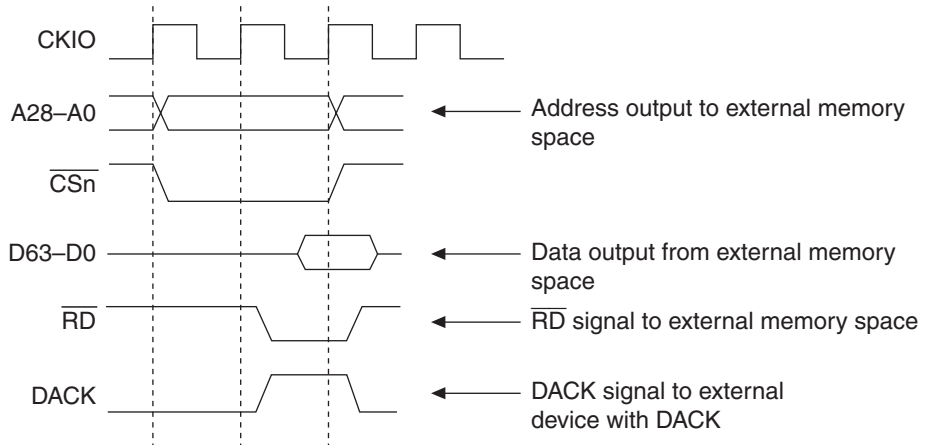 CKIO
A28–A0
Address output to external memory
space
CSn
D63–D0
Data output from external memory
space
RD
RD signal to external memory space
DACK
DACK signal to external
device with DACK